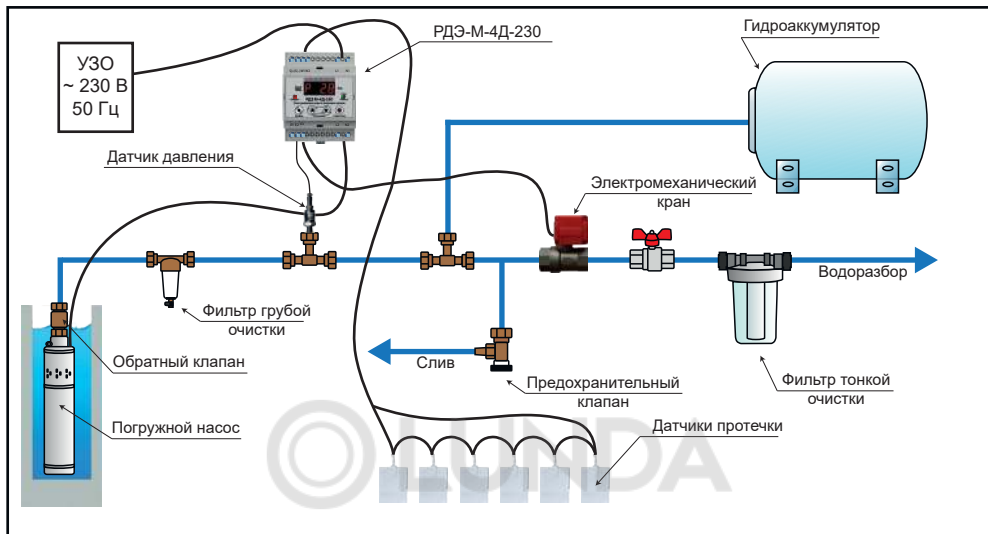 УЗО
~ 230 В
50 Гц
РДЭ-М-4Д-230
Гидроаккумулятор
Датчик давления
Электромеханический
кран
Водоразбор
Фильтр грубой
очистки
Обратный клапан
Слив
Предохранительный
клапан
Фильтр тонкой
очистки
Погружной насос
Датчики протечки
LUNDA